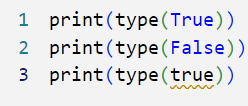 1 print(type(True))
2 print(type(False))
3 print(type(true))